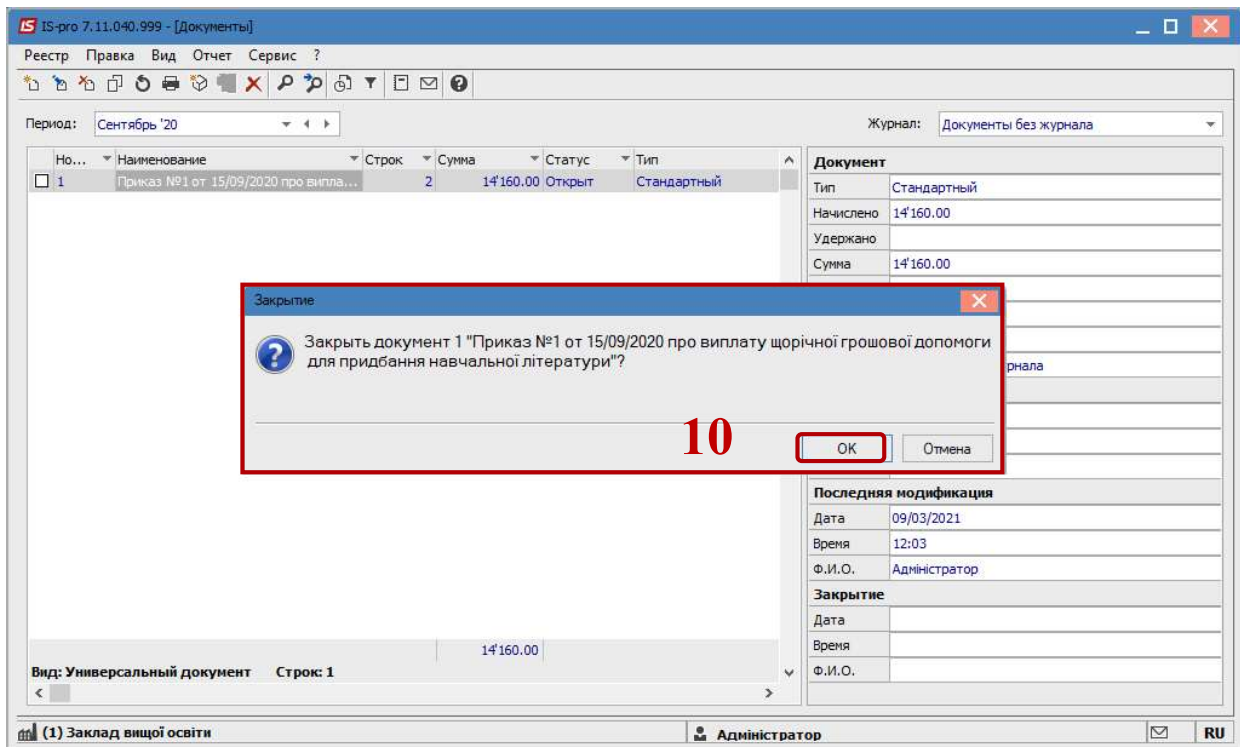 IS-pro 7.11.040.999 - [Документы]
Реестр Правка Вид Отчет Сервис ?
Период: Сентябрь '20 Журнал: Документы без журнала
Но... Наименование Строк Сумма Статус Тип
1 Приказ №1 от 15/09/2020 про випла... 2 14'160.00 Открыт Стандартный
Документ
Тип Стандартный
Начислено 14'160.00
Удержано
Сумма 14'160.00
Закрытие
Закрыть документ 1 "Приказ №1 от 15/09/2020 про виплату щорічної грошової допомоги
для придбання навчальної літератури"?
10
OK Отмена
рнала
Последняя модификация
Дата 09/03/2021
Время 12:03
Ф.И.О. Адміністратор
Закрытие
Дата
Время
Ф.И.О.
14'160.00
Вид: Универсальный документ Строк: 1
(1) Заклад вищої освіти Адміністратор RU